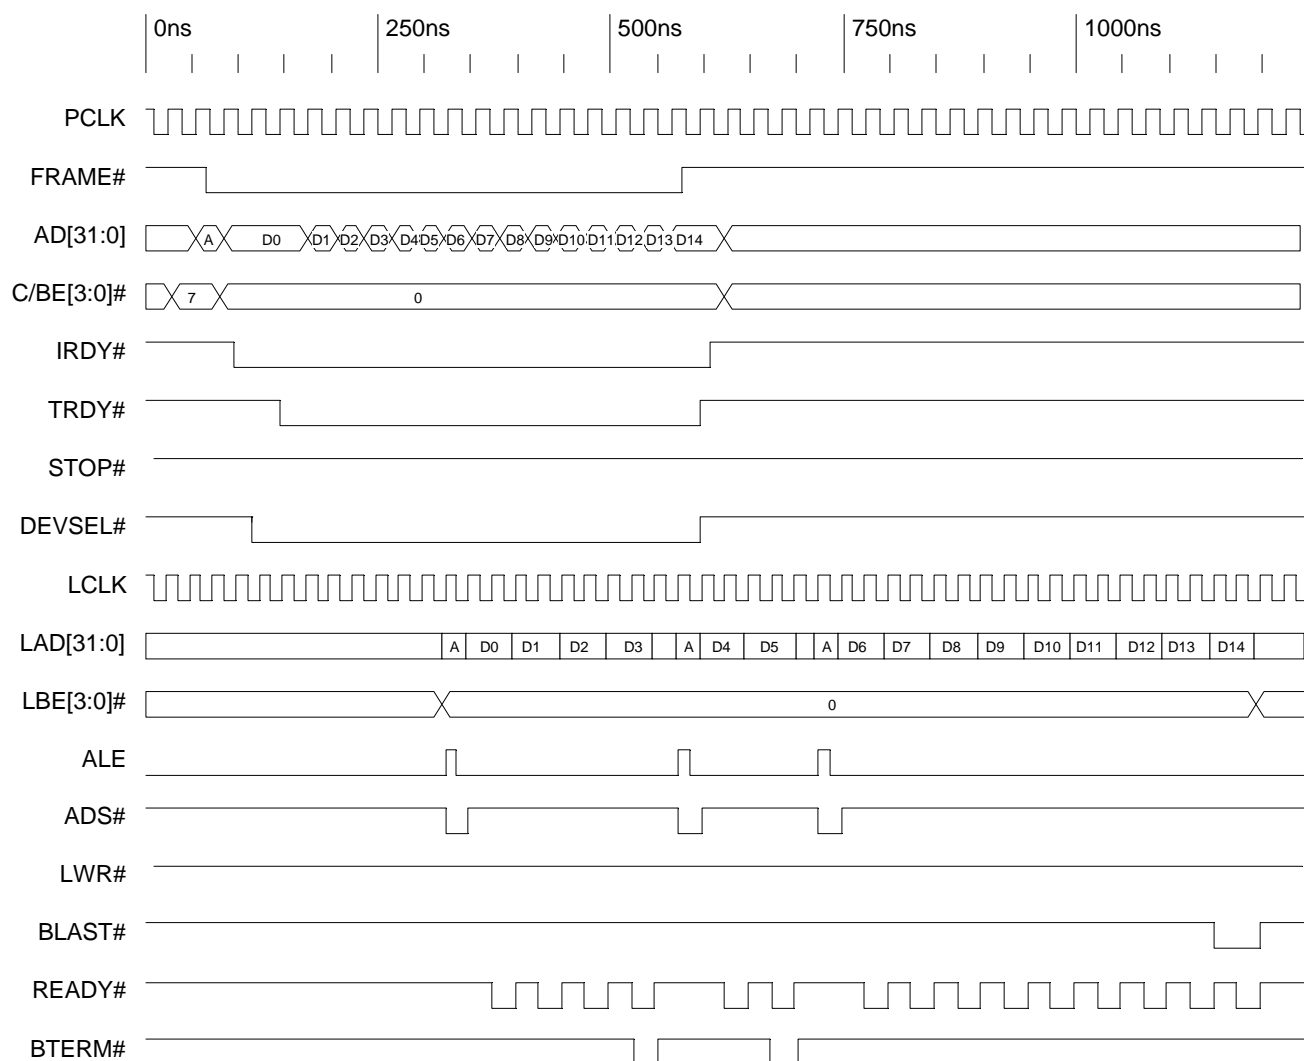 0ns 250ns 500ns 750ns 1000ns
PCLK
FRAME#
AD[31:0] A D0 D1 D2 D3 D4 D5 D6 D7 D8 D9 D10 D11 D12 D13 D14
C/BE[3:0]# 7 0
IRDY#
TRDY#
STOP#
DEVSEL#
LCLK
LAD[31:0] A D0 D1 D2 D3 A D4 D5 A D6 D7 D8 D9 D10 D11 D12 D13 D14
LBE[3:0]# 0
ALE
ADS#
LWR#
BLAST#
READY#
BTERM#